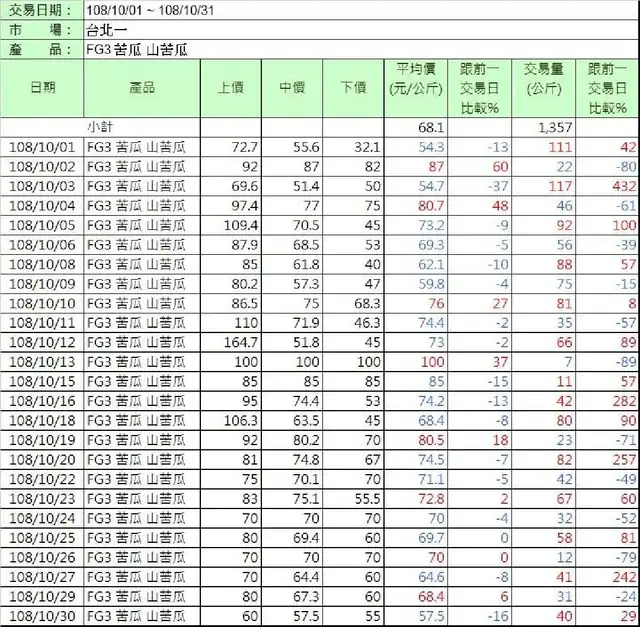 交易日期： 108/10/01 ~ 108/10/31
市 場： 台北一
產 品： FG3 苦瓜 山苦瓜
日期 產品 上價 中價 下價 平均價(元/公斤) 跟前一交易日比較% 交易量(公斤) 跟前一交易日比較%
小計 68.1 1,357
108/10/01 FG3 苦瓜 山苦瓜 72.7 55.6 32.1 54.3 -13 111 42
108/10/02 FG3 苦瓜 山苦瓜 92 87 82 87 60 22 -80
108/10/03 FG3 苦瓜 山苦瓜 69.6 51.4 50 54.7 -37 117 432
108/10/04 FG3 苦瓜 山苦瓜 97.4 77 75 80.7 48 46 -61
108/10/05 FG3 苦瓜 山苦瓜 109.4 70.5 45 73.2 -9 92 100
108/10/06 FG3 苦瓜 山苦瓜 87.9 68.5 53 69.3 -5 56 -39
108/10/08 FG3 苦瓜 山苦瓜 85 61.8 40 62.1 -10 88 57
108/10/09 FG3 苦瓜 山苦瓜 80.2 57.3 47 59.8 -4 75 -15
108/10/10 FG3 苦瓜 山苦瓜 86.5 75 68.3 76 27 81 8
108/10/11 FG3 苦瓜 山苦瓜 110 71.9 46.3 74.4 -2 35 -57
108/10/12 FG3 苦瓜 山苦瓜 164.7 51.8 45 73 -2 66 89
108/10/13 FG3 苦瓜 山苦瓜 100 100 100 100 37 7 -89
108/10/15 FG3 苦瓜 山苦瓜 85 85 85 85 -15 11 57
108/10/16 FG3 苦瓜 山苦瓜 95 74.4 53 74.2 -13 42 282
108/10/18 FG3 苦瓜 山苦瓜 106.3 63.5 45 68.4 -8 80 90
108/10/19 FG3 苦瓜 山苦瓜 92 80.2 70 80.5 18 23 -71
108/10/20 FG3 苦瓜 山苦瓜 81 74.8 67 74.5 -7 82 257
108/10/22 FG3 苦瓜 山苦瓜 75 70.1 70 71.1 -5 42 -49
108/10/23 FG3 苦瓜 山苦瓜 83 75.1 55.5 72.8 2 67 60
108/10/24 FG3 苦瓜 山苦瓜 70 70 70 70 -4 32 -52
108/10/25 FG3 苦瓜 山苦瓜 80 69.4 60 69.7 0 58 81
108/10/26 FG3 苦瓜 山苦瓜 70 70 70 70 0 12 -79
108/10/27 FG3 苦瓜 山苦瓜 70 64.4 60 64.6 -8 41 242
108/10/29 FG3 苦瓜 山苦瓜 80 67.3 60 68.4 6 31 -24
108/10/30 FG3 苦瓜 山苦瓜 60 57.5 55 57.5 -16 40 29